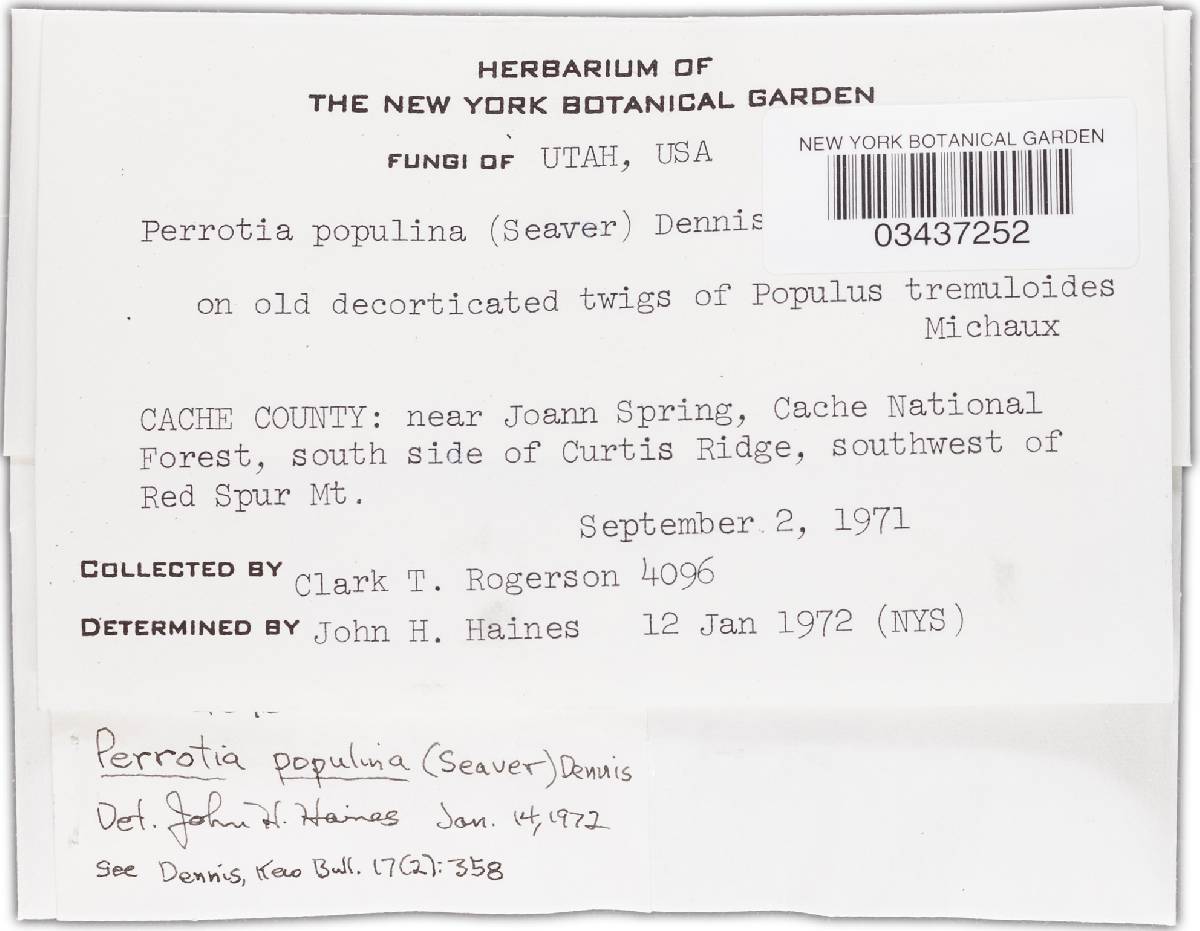 HERBARIUM OF
THE NEW YORK BOTANICAL GARDEN
FUNGI OF UTAH, USA
NEW YORK BOTANICAL GARDEN
03437252
Perrotia populina (Seaver) Dennis
on old decorticated twigs of Populus tremuloides
Michaux
CACHE COUNTY: near Joann Spring, Cache National
Forest, south side of Curtis Ridge, southwest of
Red Spur Mt.
September 2, 1971
COLLECTED BY Clark T. Rogerson 4096
DETERMINED BY John H. Haines 12 Jan 1972 (NYS)
Perrotia populina (Seaver) Dennis
Det. John H. Haines Jan. 14, 1972
See Dennis, Kew Bull. 17(2): 358